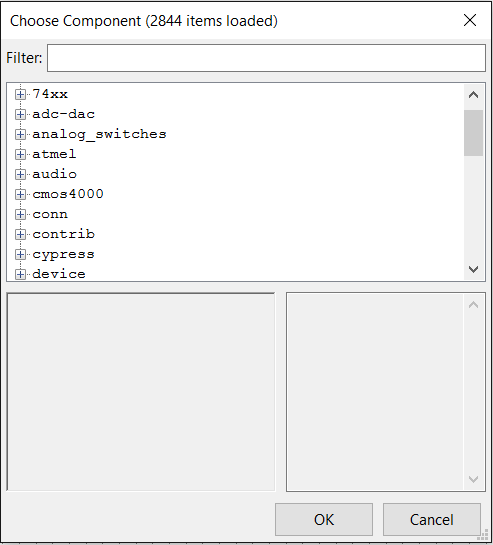 Choose Component (2844 items loaded)
Filter:
74xx
adc-dac
analog_switches
atmel
audio
cmos4000
conn
contrib
cypress
device
OK Cancel